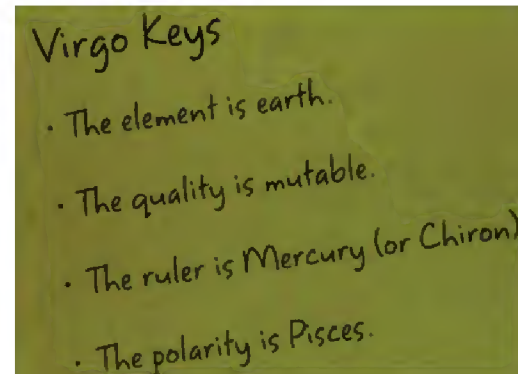 Virgo Keys
· The element is earth.
· The quality is mutable.
· The ruler is Mercury (or Chiron)
· The polarity is Pisces.